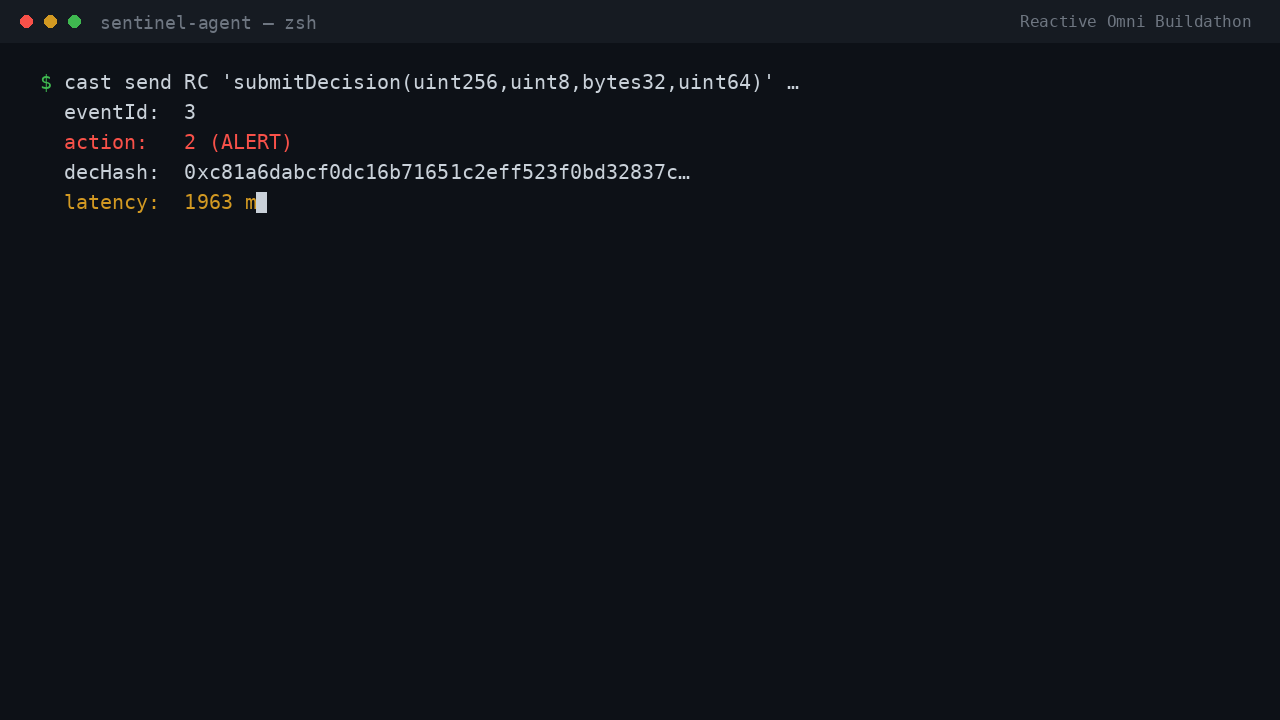 sentinel-agent — zsh
Reactive Omni Buildathon
$ cast send RC 'submitDecision(uint256,uint8,bytes32,uint64)' …
eventId: 3
action: 2 (ALERT)
decHash: 0xc81a6dabcf0dc16b71651c2eff523f0bd32837c…
latency: 1963 m